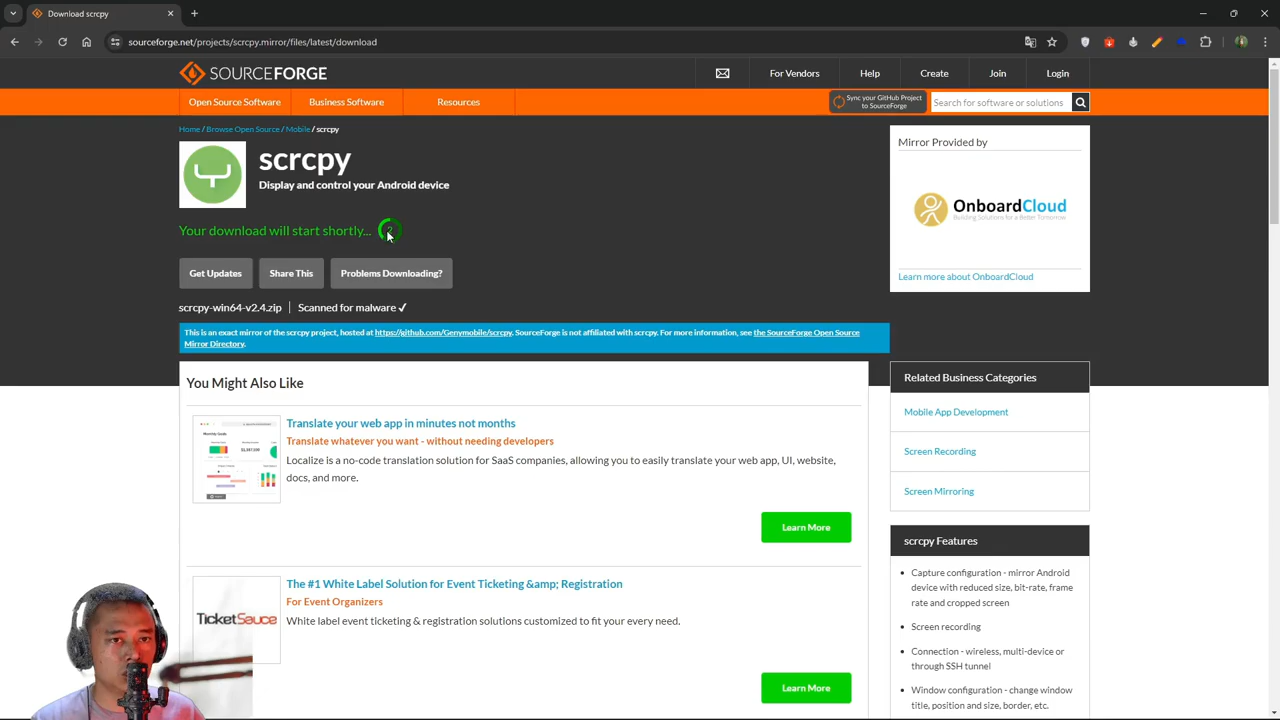 Download scrcpy
sourceforge.net/projects/scrcpy.mirror/files/latest/download
SOURCEFORGE
For Vendors
Help
Create
Join
Login
Open Source Software
Business Software
Resources
Sync your GitHub Project
to SourceForge
Search for software or solutions
Home / Browse Open Source / Mobile / scrcpy
scrcpy
Display and control your Android device
Your download will start shortly... 2
Get Updates
Share This
Problems Downloading?
scrcpy-win64-v2.4.zip
Scanned for malware ✓
This is an exact mirror of the scrcpy project, hosted at https://github.com/Genymobile/scrcpy. SourceForge is not affiliated with scrcpy. For more information, see the SourceForge Open Source
Mirror Directory.
Mirror Provided by
OnboardCloud
Building Solutions for a Better Tomorrow
Learn more about OnboardCloud
You Might Also Like
Translate your web app in minutes not months
Translate whatever you want - without needing developers
Localize is a no-code translation solution for SaaS companies, allowing you to easily translate your web app, UI, website,
docs, and more.
Learn More
The #1 White Label Solution for Event Ticketing &amp; Registration
For Event Organizers
TicketSauce
White label event ticketing & registration solutions customized to fit your every need.
Learn More
Related Business Categories
Mobile App Development
Screen Recording
Screen Mirroring
scrcpy Features
Capture configuration - mirror Android
device with reduced size, bit-rate, frame
rate and cropped screen
Screen recording
Connection - wireless, multi-device or
through SSH tunnel
Window configuration - change window
title, position and size, border, etc.